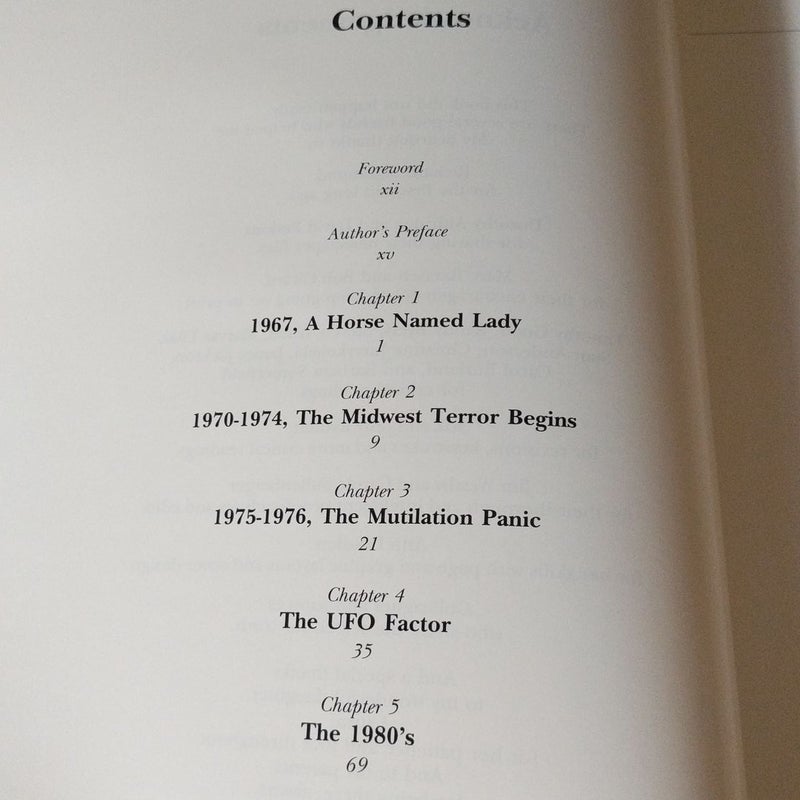 Contents
Foreword
xii
Author's Preface
xv
Chapter 1
1967, A Horse Named Lady
1
Chapter 2
1970-1974, The Midwest Terror Begins
9
Chapter 3
1975-1976, The Mutilation Panic
21
Chapter 4
The UFO Factor
35
Chapter 5
The 1980's
69